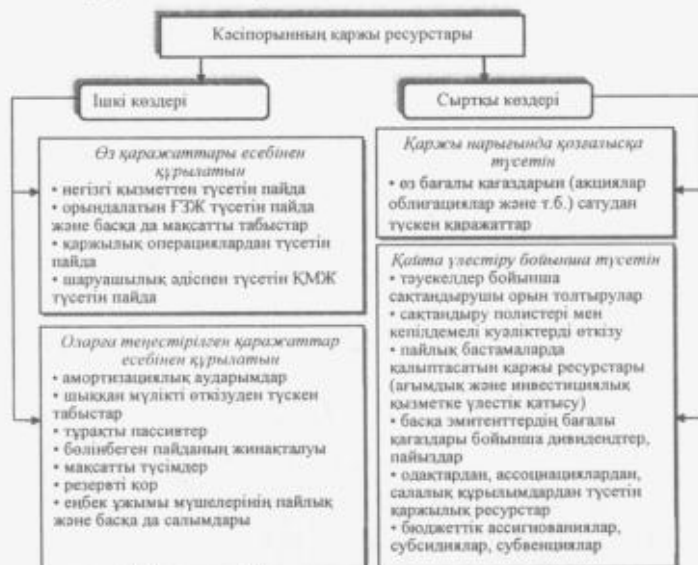 Кәсіпорынның қаржы ресурстары
Ішкі көздері
Сыртқы көздері
Өз қаражаттары есебінен
құрылатын
• негізгі қызметтен түсетін пайда
• орындалатын ҒЗЖ түсетін пайда
және басқа да мақсатты табыстар
• қаржылық операциялардан түсетін
пайда
• шаруашылық әдіспен түсетін ҚМЖ
түсетін пайда
Оларға теңестірілген қаражаттар
есебінен құрылатын
• амортизациялық аударымдар
• шыққан мүлікті өткізуден түскен
табыстар
• тұрақты пассивтер
• бөлінбеген пайданың жинақталуы
• мақсатты түсімдер
• резервті қор
• еңбек ұжымы мүшелерінің пайлық
және басқа да салымдары
Қаржы нарығында қозғалысқа
түсетін
• өз бағалы қағаздарын (акциялар
облигациялар және т.б.) сатудан
түскен қаражаттар
Қайта үлестіру бойынша түсетін
• тәуекелдер бойынша
сақтандырушы орын толтырулар
• сақтандыру полистері мен
кепілдемелі куәліктерді өткізу
• пайлық бастамаларда
қалыптасатын қаржы ресурстары
(ағымдық және инвестициялық
қызметке үлестік қатысу)
• басқа эмитенттердің бағалы
қағаздары бойынша дивидендтер,
пайыздар
• одақтардан, ассоциациялардан,
салалық құрылымдардан түсетін
қаржылық ресурстар
• бюджеттік ассигнованиялар,
субсидиялар, субвенциялар